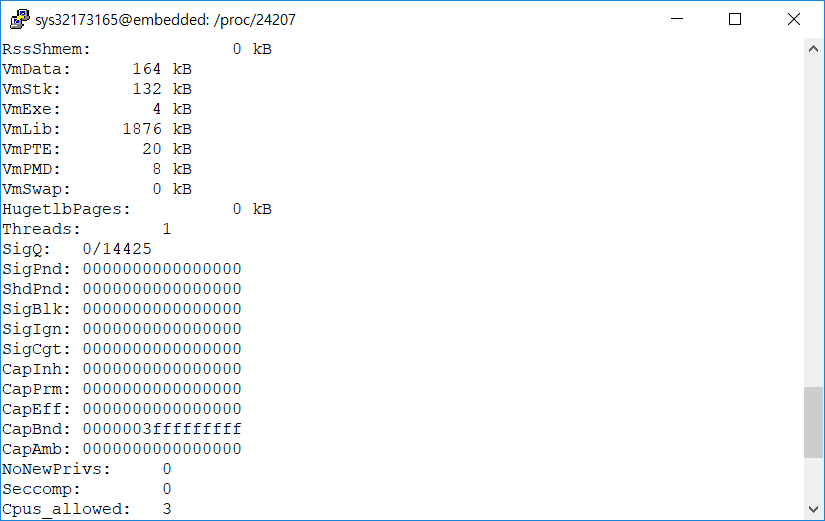 sys32173165@embedded: /proc/24207
RssShmem:              0 kB
VmData:      164 kB
VmStk:       132 kB
VmExe:         4 kB
VmLib:      1876 kB
VmPTE:        20 kB
VmPMD:         8 kB
VmSwap:        0 kB
HugetlbPages:          0 kB
Threads:        1
SigQ:   0/14425
SigPnd: 0000000000000000
ShdPnd: 0000000000000000
SigBlk: 0000000000000000
SigIgn: 0000000000000000
SigCgt: 0000000000000000
CapInh: 0000000000000000
CapPrm: 0000000000000000
CapEff: 0000000000000000
CapBnd: 0000003fffffffff
CapAmb: 0000000000000000
NoNewPrivs:     0
Seccomp:        0
Cpus_allowed:   3